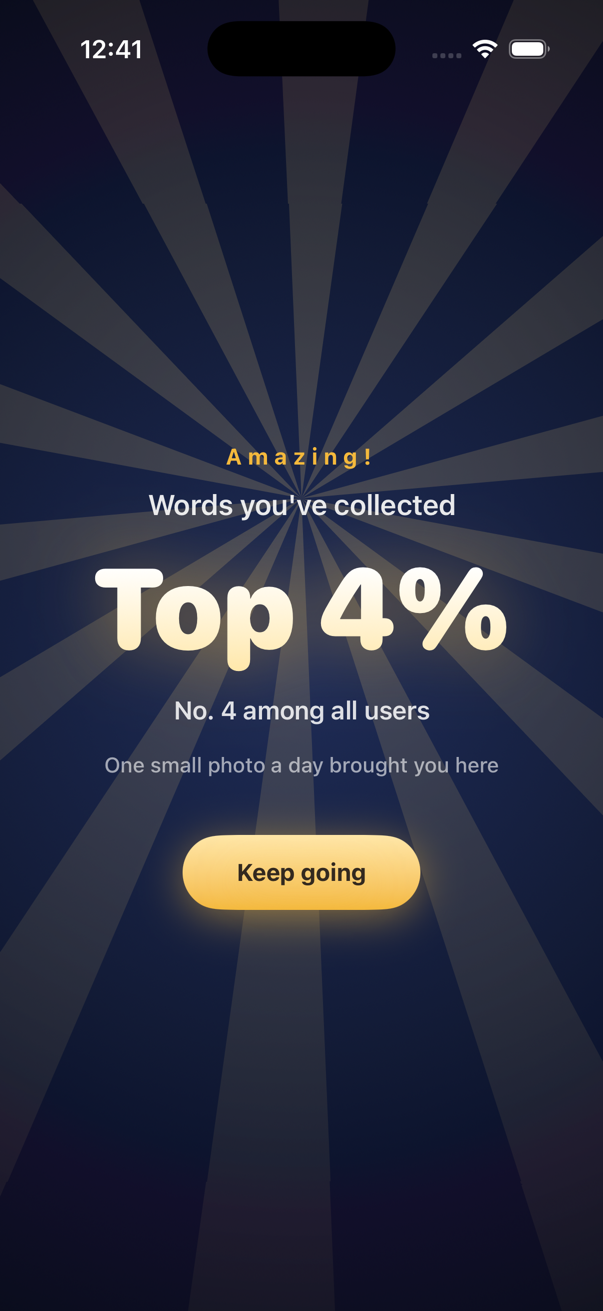 12:41
Amazing!
Words you've collected
Top 4%
No. 4 among all users
One small photo a day brought you here
Keep going